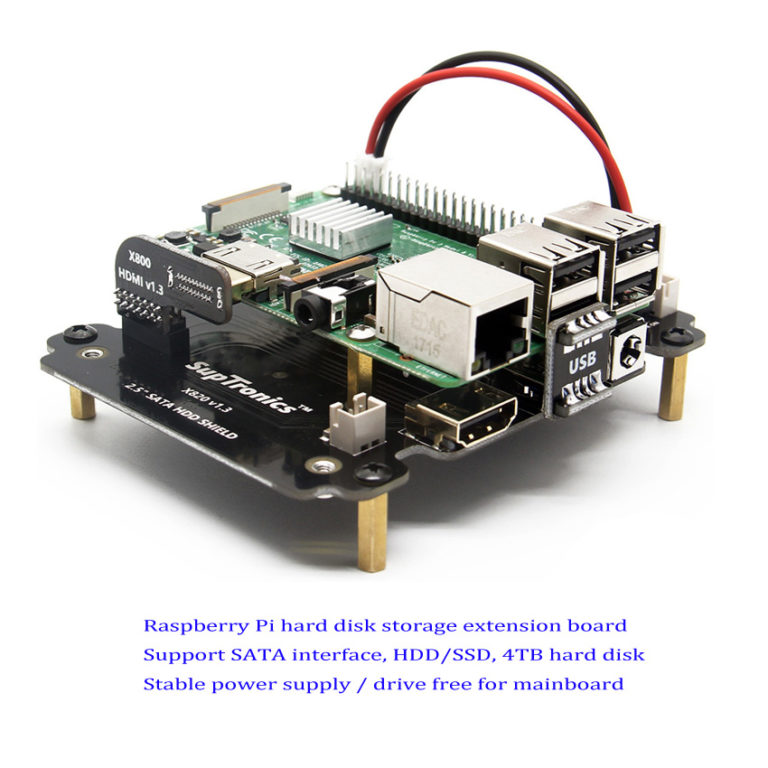 X800
HDMI v1.3
SupTronics™
X820 v1.3
2.5" SATA HDD SHIELD
EDAC
1715
ETHERNET
USB
Raspberry Pi hard disk storage extension board
Support SATA interface, HDD/SSD, 4TB hard disk
Stable power supply / drive free for mainboard